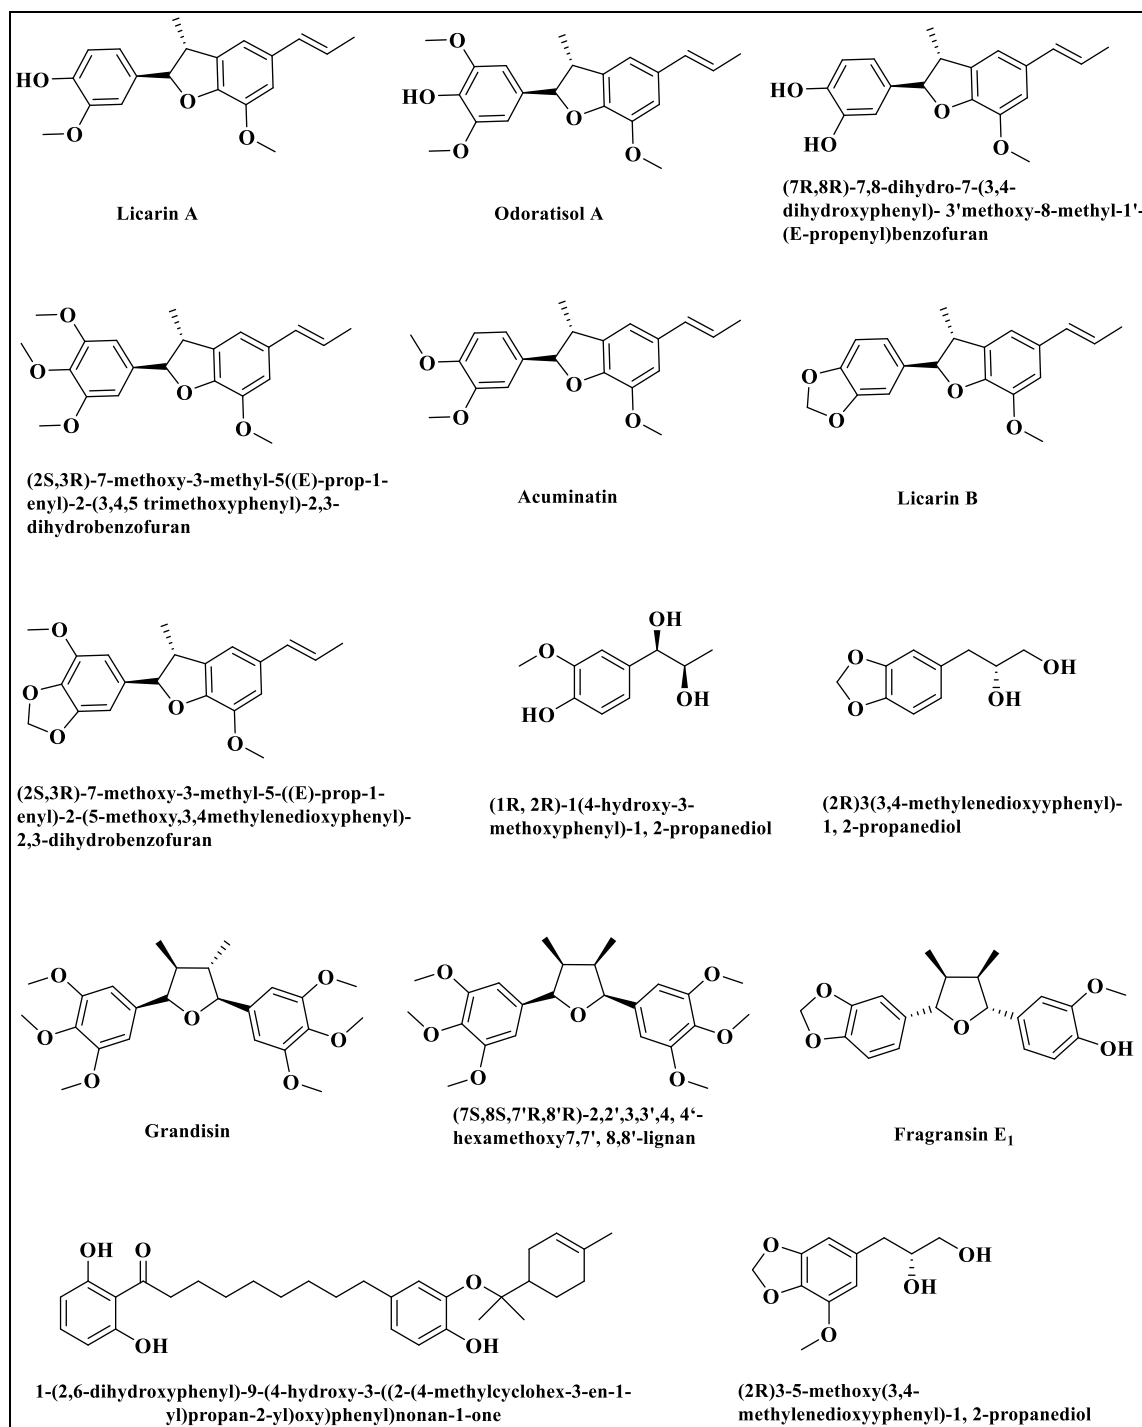 HO
O
O
O
Licarin A
O
HO
O
O
O
Odoratisol A
HO
HO
O
O
(7R,8R)-7,8-dihydro-7-(3,4-
dihydroxyphenyl)- 3'methoxy-8-methyl-1'-
(E-propenyl)benzofuran
O
O
O
O
O
(2S,3R)-7-methoxy-3-methyl-5((E)-prop-1-
enyl)-2-(3,4,5 trimethoxyphenyl)-2,3-
dihydrobenzofuran
O
O
O
O
Acuminatin
O
O
O
O
Licarin B
O
O
O
O
O
(2S,3R)-7-methoxy-3-methyl-5-((E)-prop-1-
enyl)-2-(5-methoxy,3,4methylenedioxyphenyl)-
2,3-dihydrobenzofuran
OH
O
OH
HO
(1R, 2R)-1(4-hydroxy-3-
methoxyphenyl)-1, 2-propanediol
O
O
OH
OH
(2R)3(3,4-methylenedioxyyphenyl)-
1, 2-propanediol
O
O
O
O
O
O
O
Grandisin
O
O
O
O
O
O
O
(7S,8S,7'R,8'R)-2,2',3,3',4, 4‘-
hexamethoxy7,7', 8,8'-lignan
O
O
O
O
OH
Fragransin E1
OH
O
OH
O
OH
1-(2,6-dihydroxyphenyl)-9-(4-hydroxy-3-((2-(4-methylcyclohex-3-en-1-
yl)propan-2-yl)oxy)phenyl)nonan-1-one
O
O
O
OH
OH
(2R)3-5-methoxy(3,4-
methylenedioxyyphenyl)-1, 2-propanediol